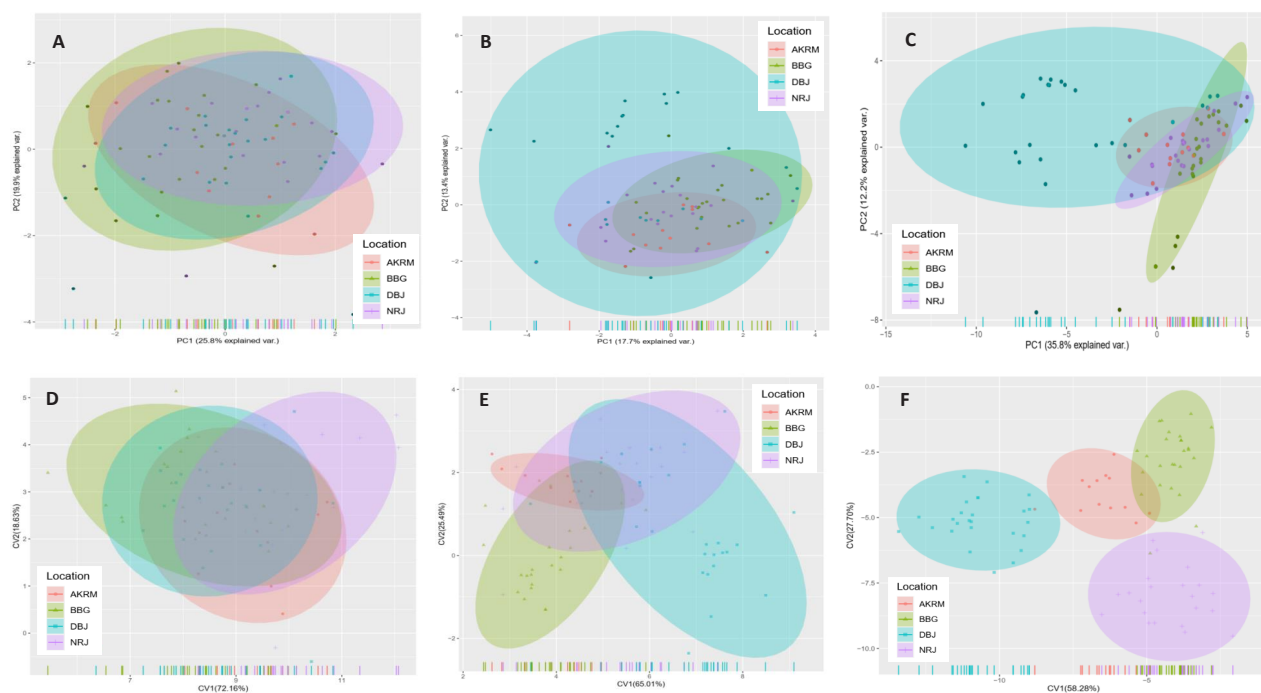 A
PC2 (19.9% explained var.)
2
0
−2
−4
−2
0
2
PC1 (25.8% explained var.)
Location
AKRM
BBG
DBJ
NRJ
B
PC2 (13.4% explained var.)
6
4
2
0
−2
−4
−4
−2
0
2
4
PC1 (17.7% explained var.)
Location
AKRM
BBG
DBJ
NRJ
C
PC2 (12.2% explained var.)
4
0
−4
−8
−10
−5
0
5
PC1 (35.8% explained var.)
Location
AKRM
BBG
DBJ
NRJ
D
CV2(18.63%)
5
4
3
2
1
0
7
9
11
CV1(72.16%)
Location
AKRM
BBG
DBJ
NRJ
E
CV2(25.49%)
4
2
0
−2
2
4
6
8
CV1(65.01%)
Location
AKRM
BBG
DBJ
NRJ
F
CV2(27.70%)
0.0
−2.5
−5.0
−7.5
−10.0
−10
−5
CV1(58.28%)
Location
AKRM
BBG
DBJ
NRJ